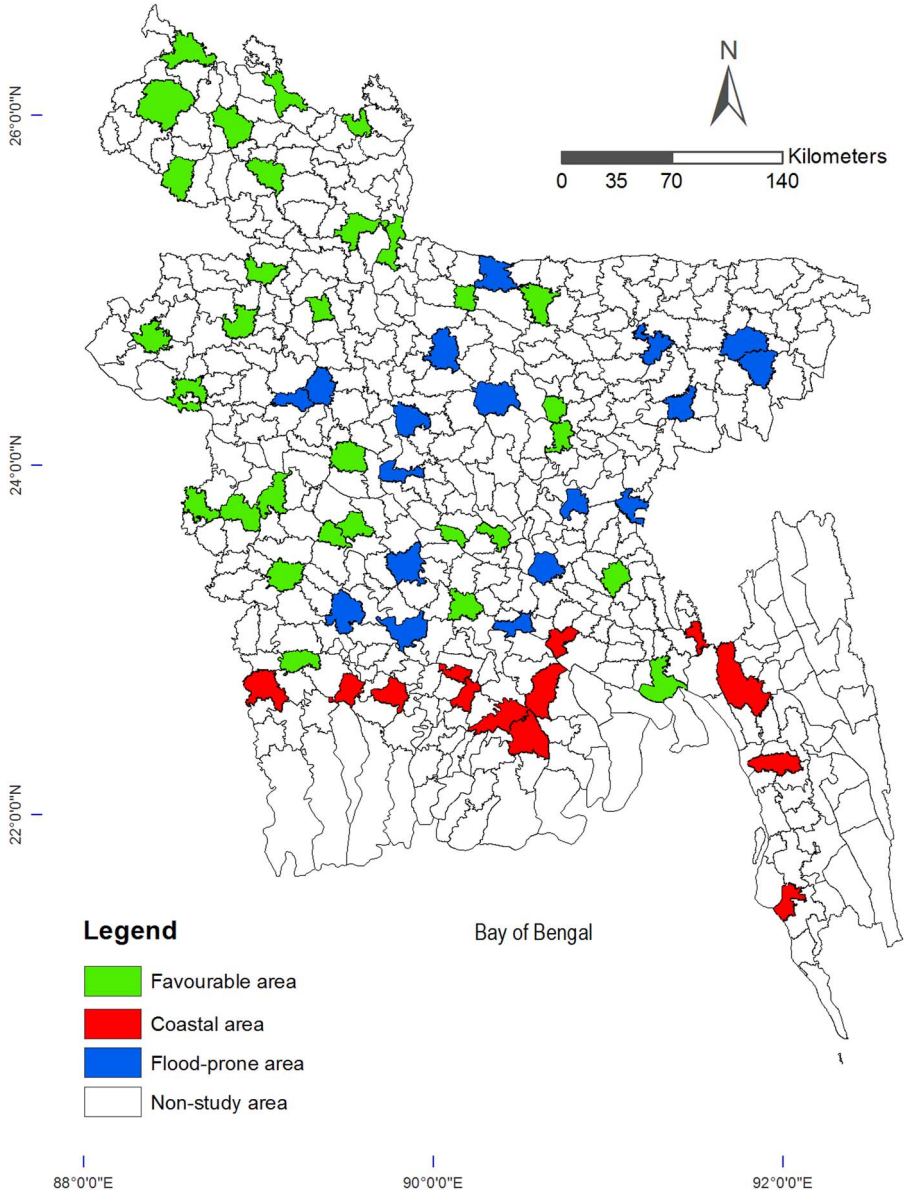 N
26°0'0"N
Kilometers
0 35 70 140
24°0'0"N
22°0'0"N
Legend
Bay of Bengal
Favourable area
Coastal area
Flood-prone area
Non-study area
88°0'0"E 90°0'0"E 92°0'0"E